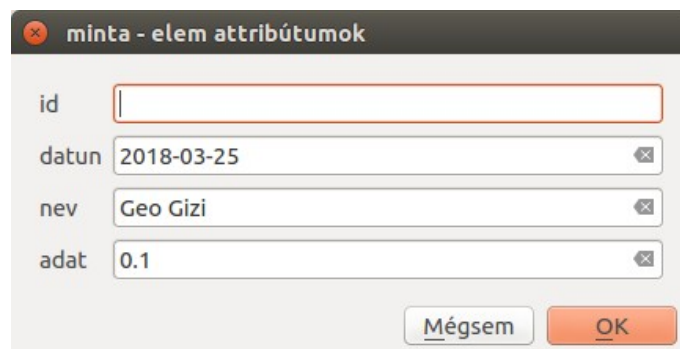 minta - elem attribútumok
id
datun 2018-03-25
nev Geo Gizi
adat 0.1
Mégsem OK